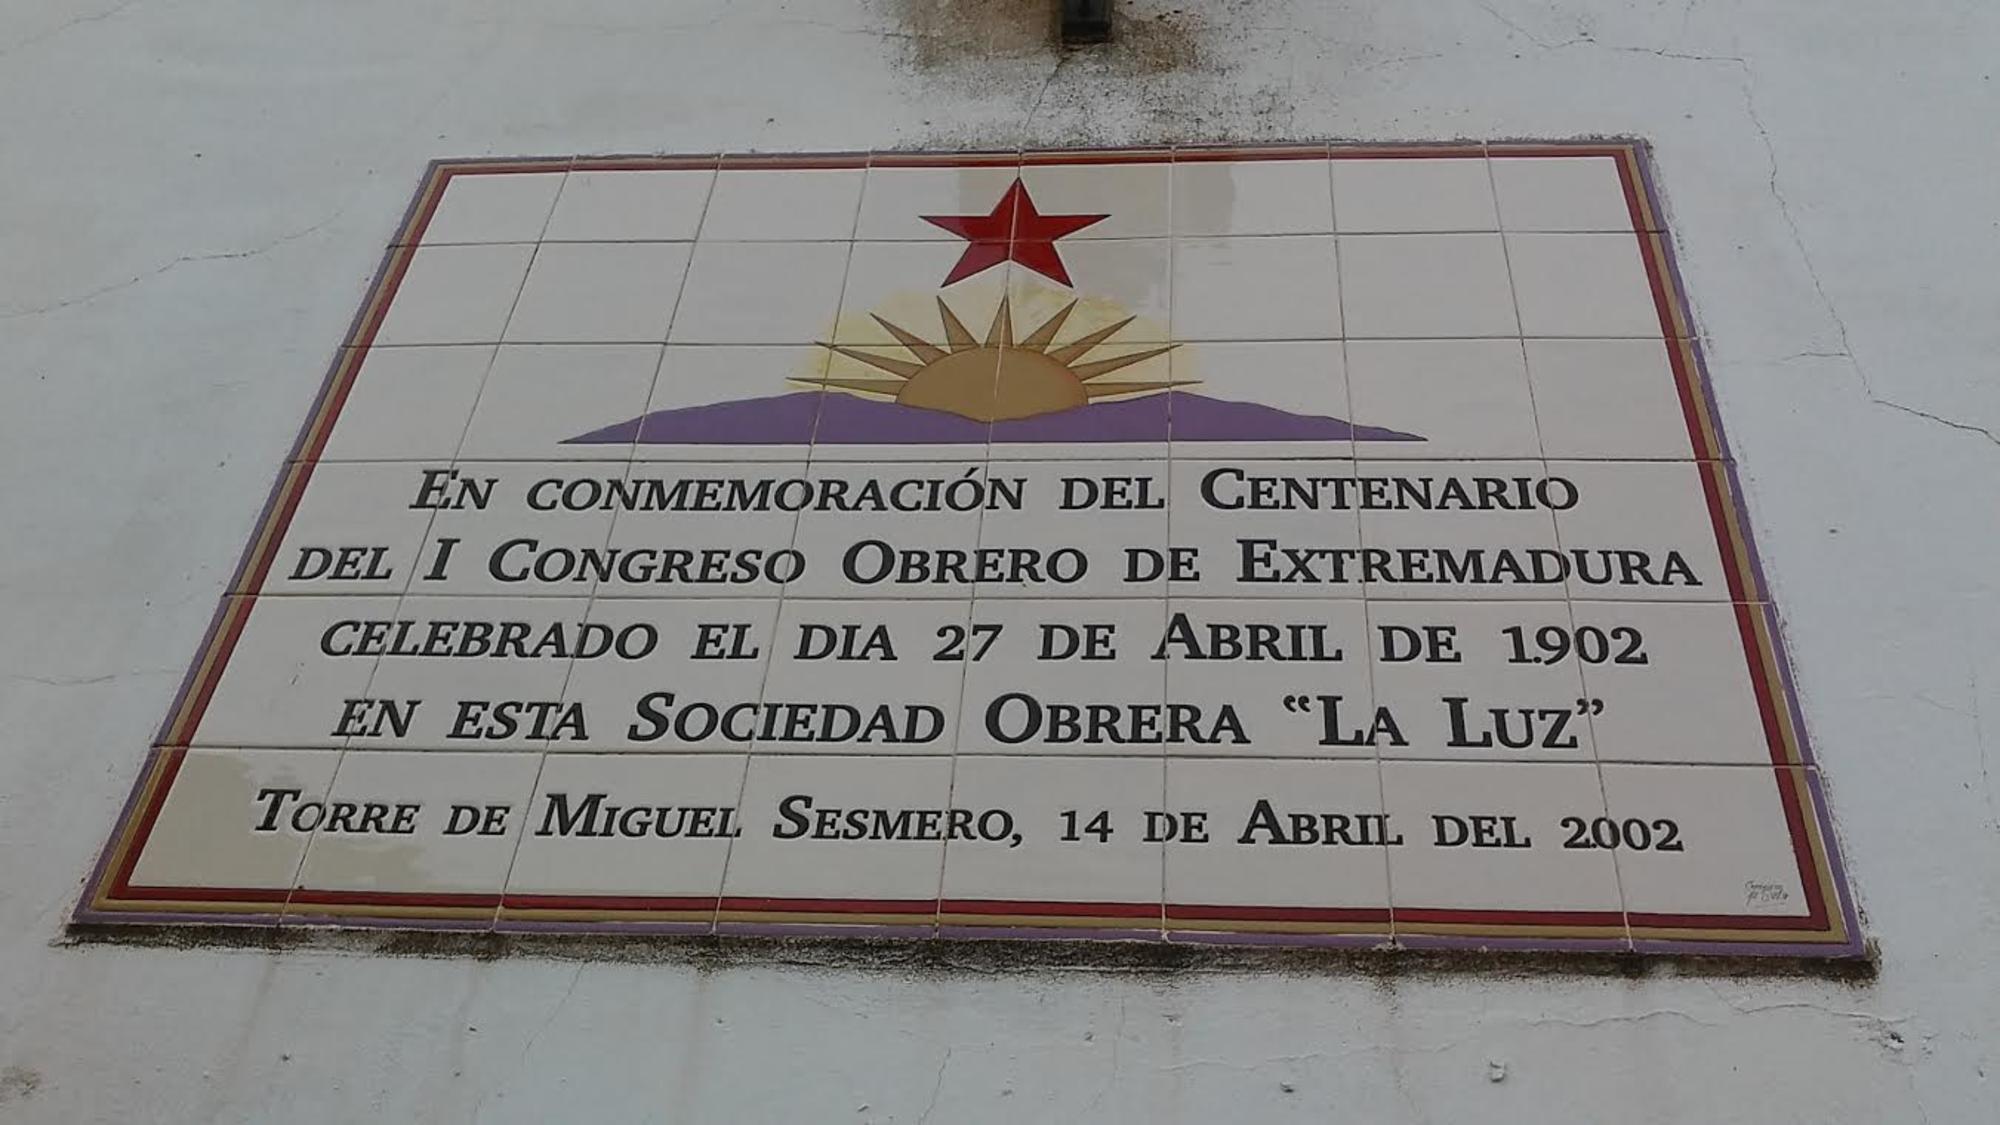 En conmemoración del Centenario
del I Congreso Obrero de Extremadura
celebrado el dia 27 de Abril de 1.902
en esta Sociedad Obrera “La Luz”
Torre de Miguel Sesmero, 14 de Abril del 2.002